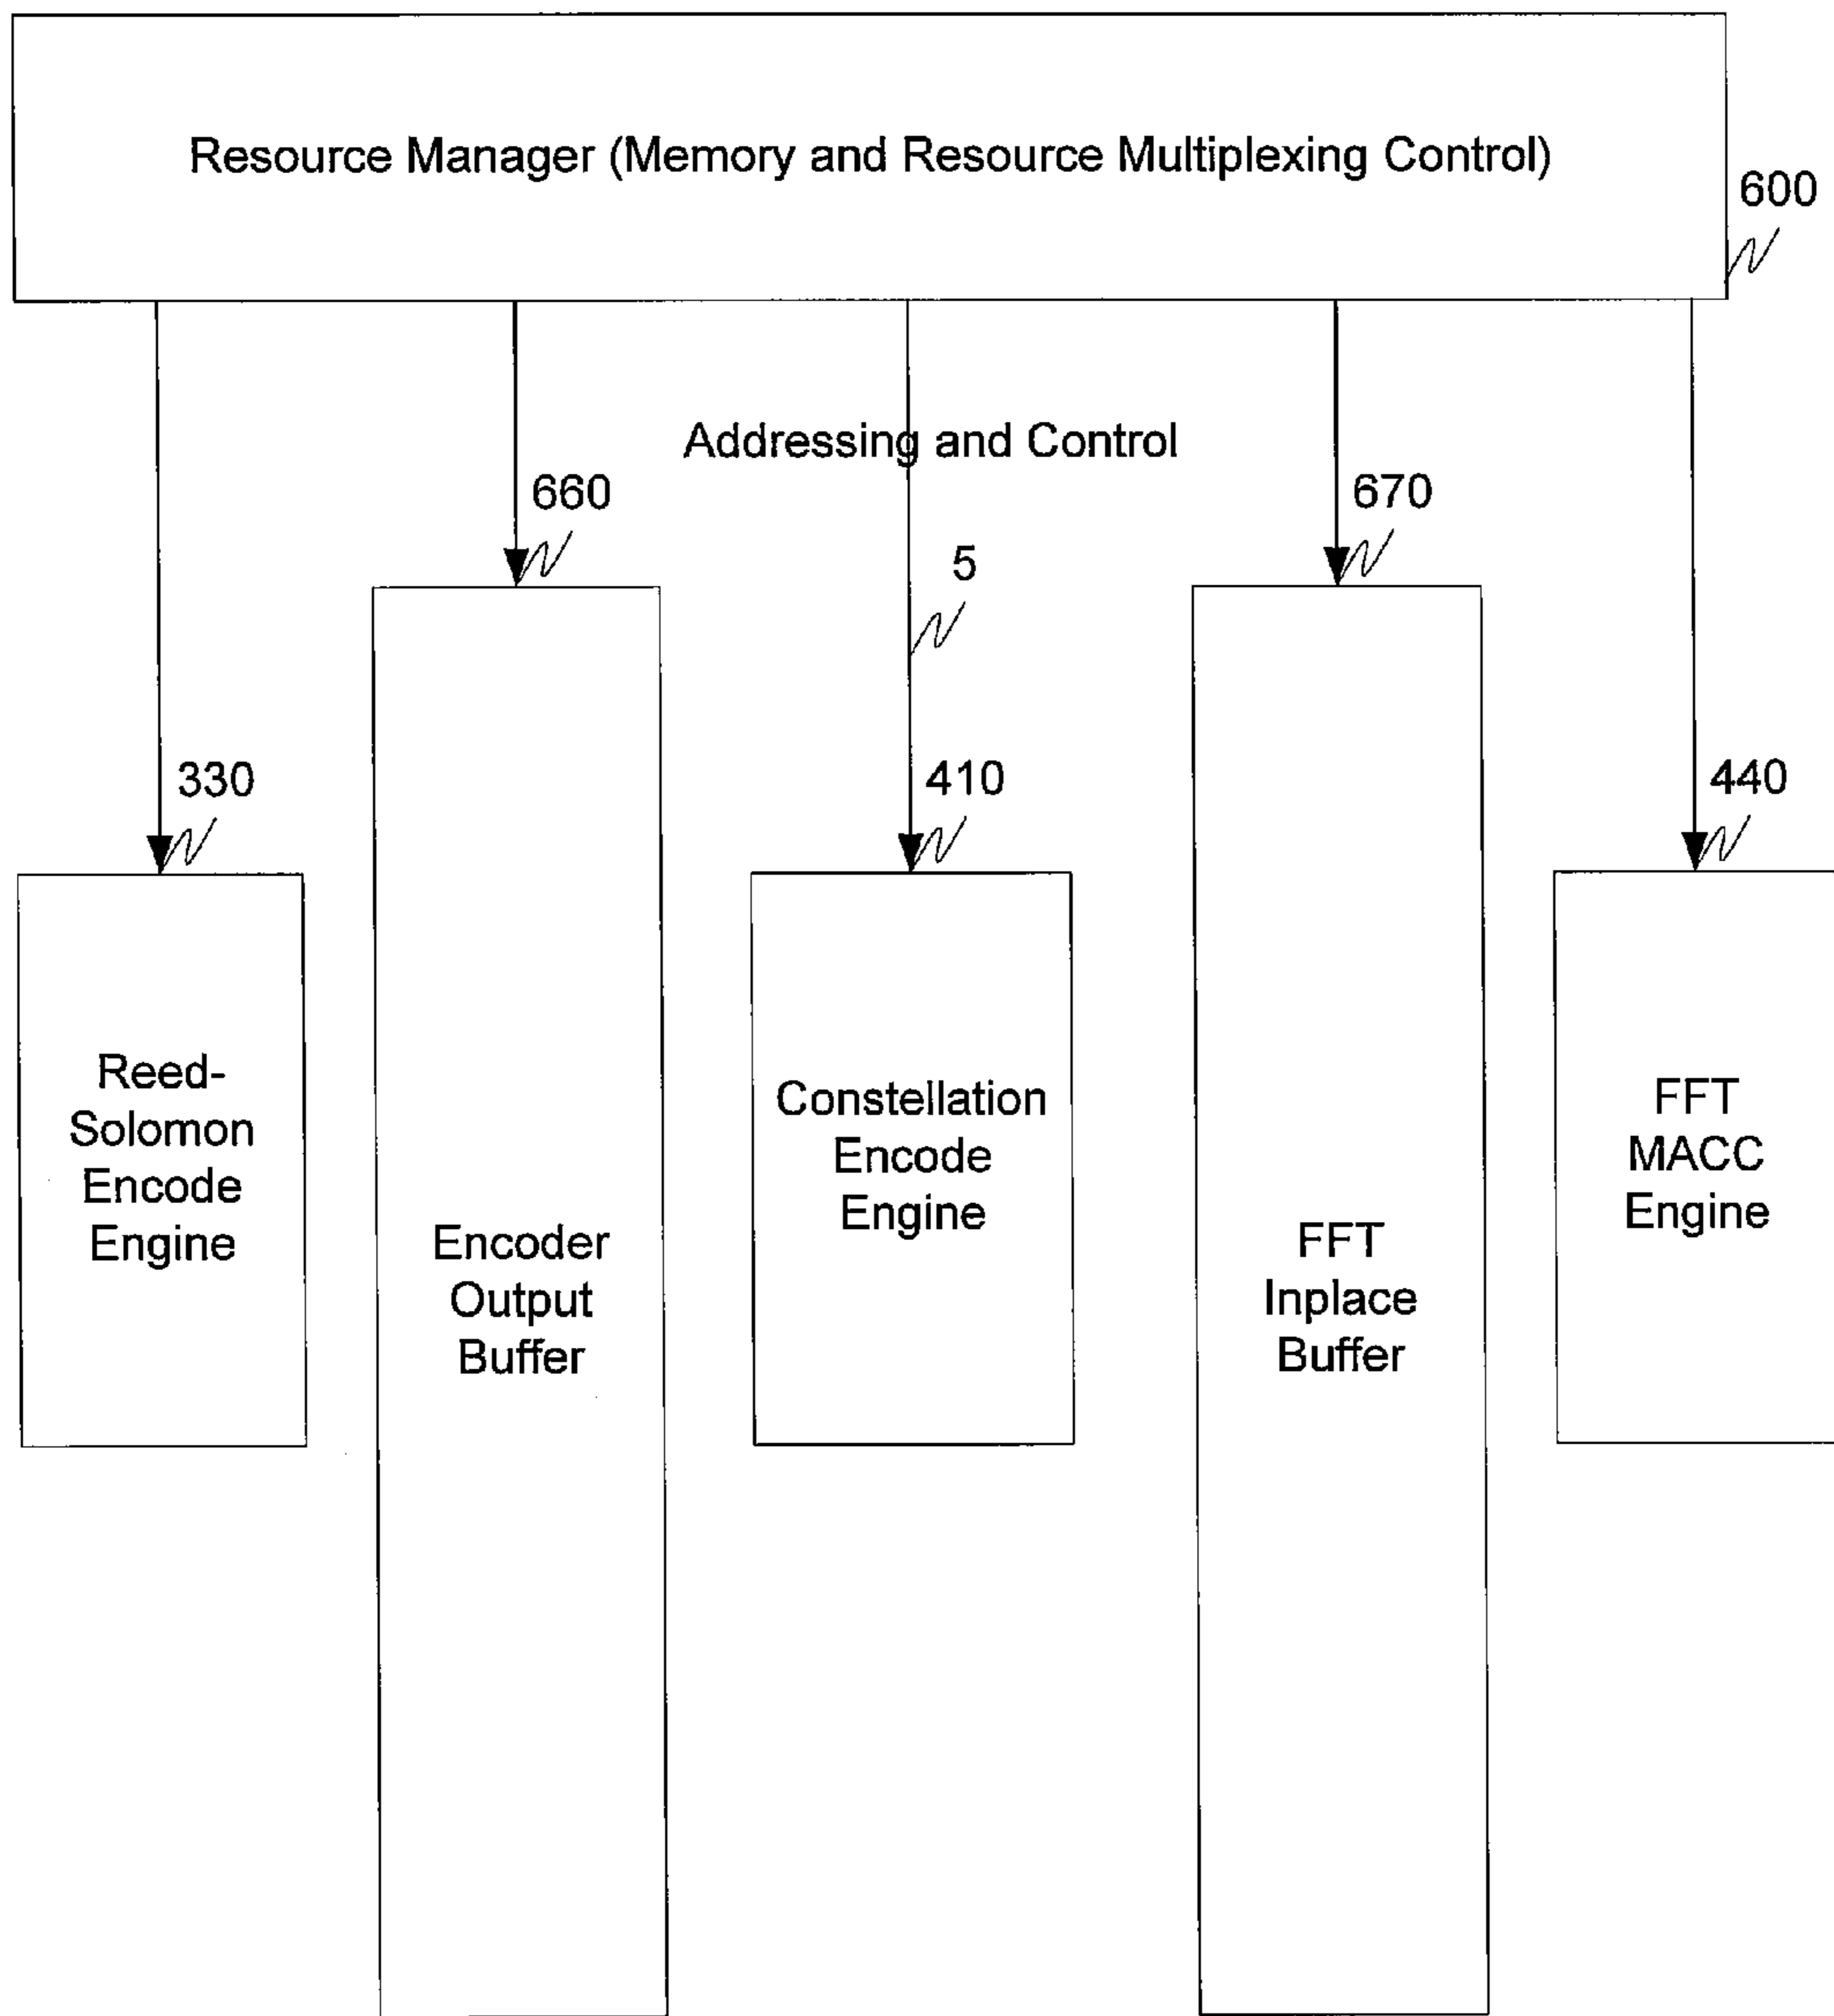 Resource Manager (Memory and Resource Multiplexing Control)
600
Addressing and Control
660
670
5
330
410
440
Reed-
Solomon
Encode
Engine
Encoder
Output
Buffer
Constellation
Encode
Engine
FFT
Inplace
Buffer
FFT
MACC
Engine